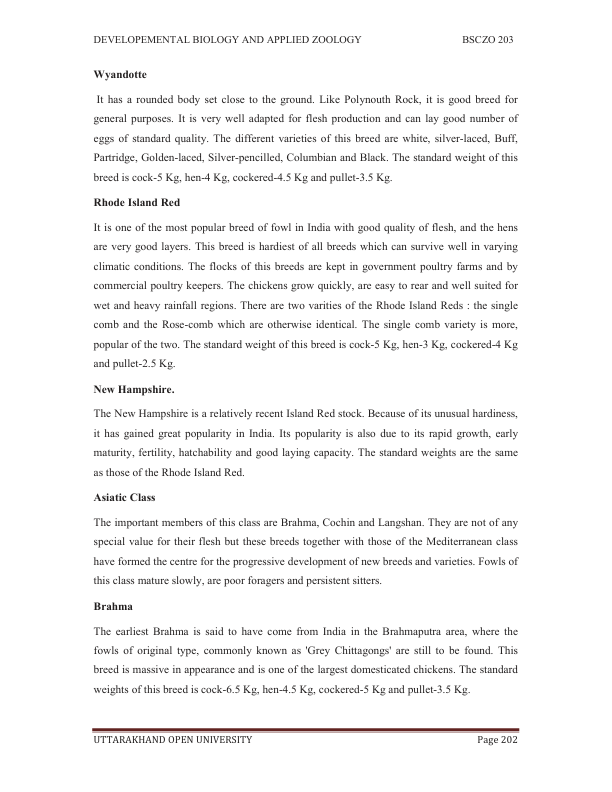 DEVELOPEMENTAL BIOLOGY AND APPLIED ZOOLOGY BSCZO 203
Wyandotte
It has a rounded body set close to the ground. Like Polynouth Rock, it is good breed for
general purposes. It is very well adapted for flesh production and can lay good number of
eggs of standard quality. The different varieties of this breed are white, silver-laced, Buff,
Partridge, Golden-laced, Silver-pencilled, Columbian and Black. The standard weight of this
breed is cock-5 Kg, hen-4 Kg, cockered-4.5 Kg and pullet-3.5 Kg.
Rhode Island Red
It is one of the most popular breed of fowl in India with good quality of flesh, and the hens
are very good layers. This breed is hardiest of all breeds which can survive well in varying
climatic conditions. The flocks of this breeds are kept in government poultry farms and by
commercial poultry keepers. The chickens grow quickly, are easy to rear and well suited for
wet and heavy rainfall regions. There are two varities of the Rhode Island Reds : the single
comb and the Rose-comb which are otherwise identical. The single comb variety is more,
popular of the two. The standard weight of this breed is cock-5 Kg, hen-3 Kg, cockered-4 Kg
and pullet-2.5 Kg.
New Hampshire.
The New Hampshire is a relatively recent Island Red stock. Because of its unusual hardiness,
it has gained great popularity in India. Its popularity is also due to its rapid growth, early
maturity, fertility, hatchability and good laying capacity. The standard weights are the same
as those of the Rhode Island Red.
Asiatic Class
The important members of this class are Brahma, Cochin and Langshan. They are not of any
special value for their flesh but these breeds together with those of the Mediterranean class
have formed the centre for the progressive development of new breeds and varieties. Fowls of
this class mature slowly, are poor foragers and persistent sitters.
Brahma
The earliest Brahma is said to have come from India in the Brahmaputra area, where the
fowls of original type, commonly known as 'Grey Chittagongs' are still to be found. This
breed is massive in appearance and is one of the largest domesticated chickens. The standard
weights of this breed is cock-6.5 Kg, hen-4.5 Kg, cockered-5 Kg and pullet-3.5 Kg.
UTTARAKHAND OPEN UNIVERSITY Page 202